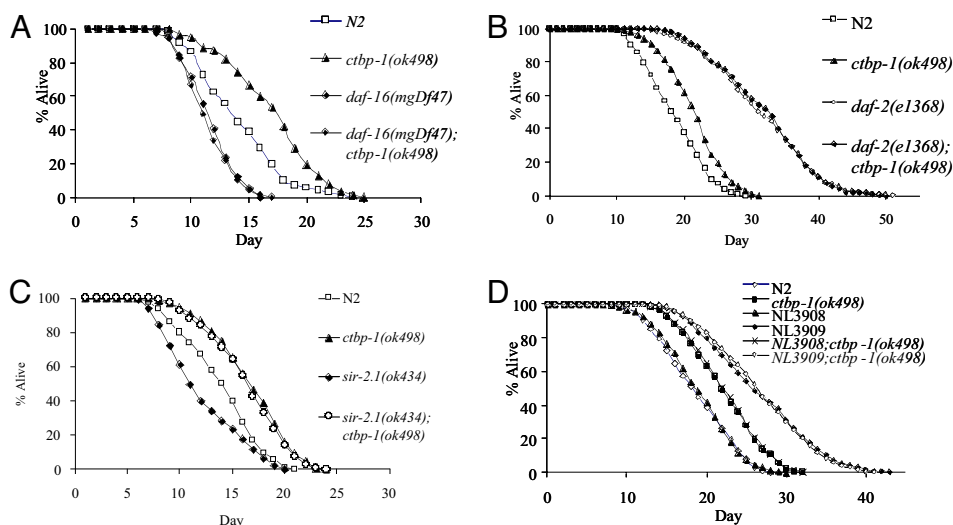 A
% Alive
100
80
60
40
20
0
0 5 10 15 20 25 30
Day
N2
ctbp-1(ok498)
daf-16(mgDf47)
daf-16(mgDf47);
ctbp-1(ok498)
B
% Alive
100
80
60
40
20
0
0 10 20 30 40 50
Day
N2
ctbp-1(ok498)
daf-2(e1368)
daf-2(e1368);
ctbp-1(ok498)
C
% Alive
100
80
60
40
20
0
0 5 10 15 20 25 30
Day
N2
ctbp-1(ok498)
sir-2.1(ok434)
sir-2.1(ok434);
ctbp-1(ok498)
D
% Alive
100
80
60
40
20
0
0 10 20 30 40
Day
N2
ctbp-1(ok498)
NL3908
NL3909
NL3908;ctbp -1(ok498)
NL3909;ctbp -1(ok498)